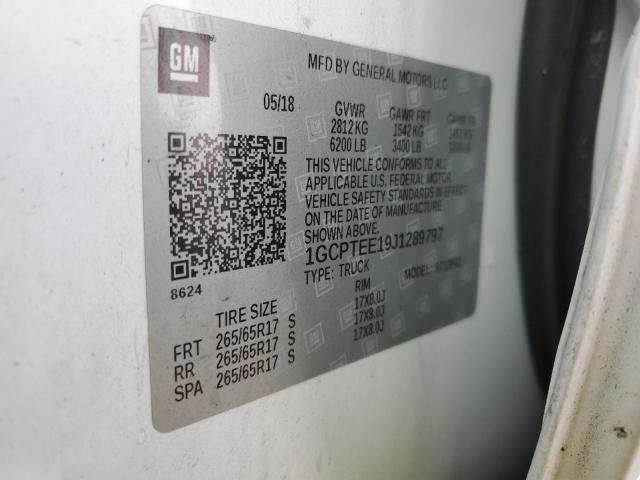 GM
MFD BY GENERAL MOTORS LLC
05/18 GVWR GAWR FRT GAWR RR
2812 KG 1542 KG
6200 LB 3400 LB
THIS VEHICLE CONFORMS TO ALL
APPLICABLE U.S. FEDERAL MOTOR
VEHICLE SAFETY STANDARDS IN EFFECT
ON THE DATE OF MANUFACTURE
SHOWN ABOVE.
1GCPTEE19J1289797
TYPE: TRUCK MODEL:
8624
TIRE SIZE RIM
FRT 265/65R17 S 17X8.0J
RR 265/65R17 S 17X8.0J
SPA 265/65R17 S 17X8.0J